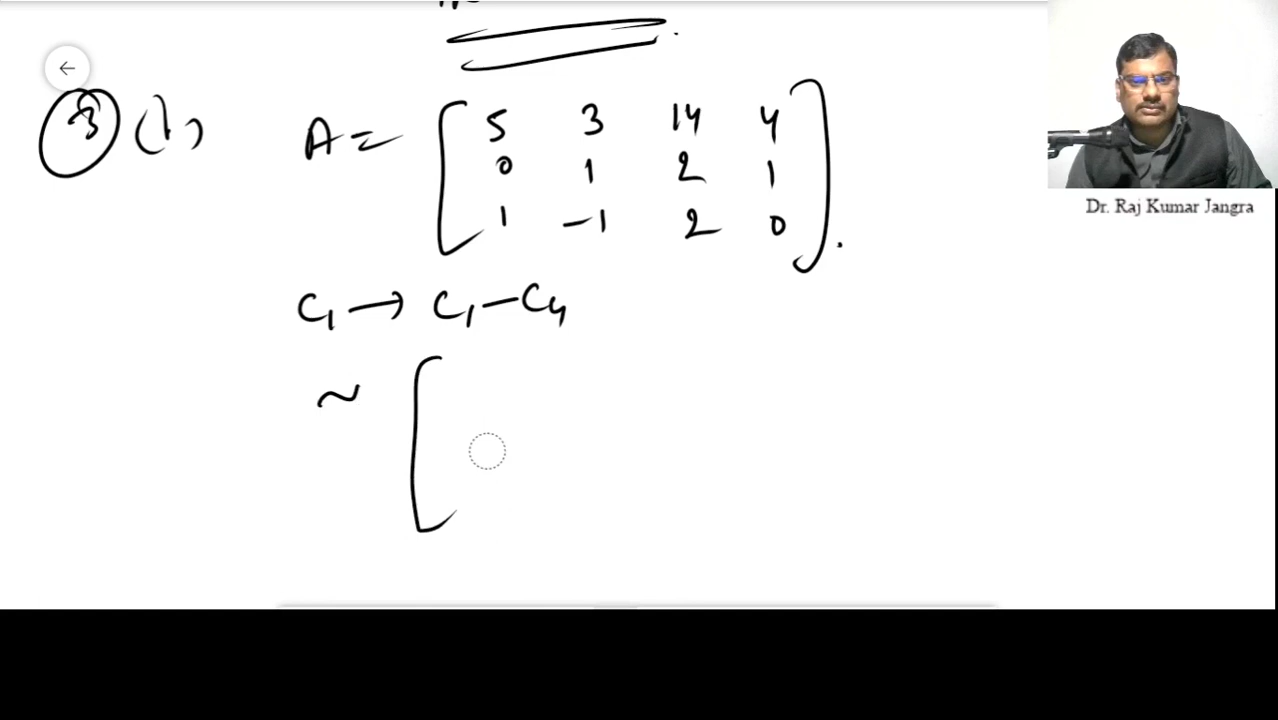 3 (1) A = [ 5 3 14 4
0 1 2 1
1 -1 2 0 ].
C₁ → C₁ - C₄
~ [
Dr. Raj Kumar Jangra